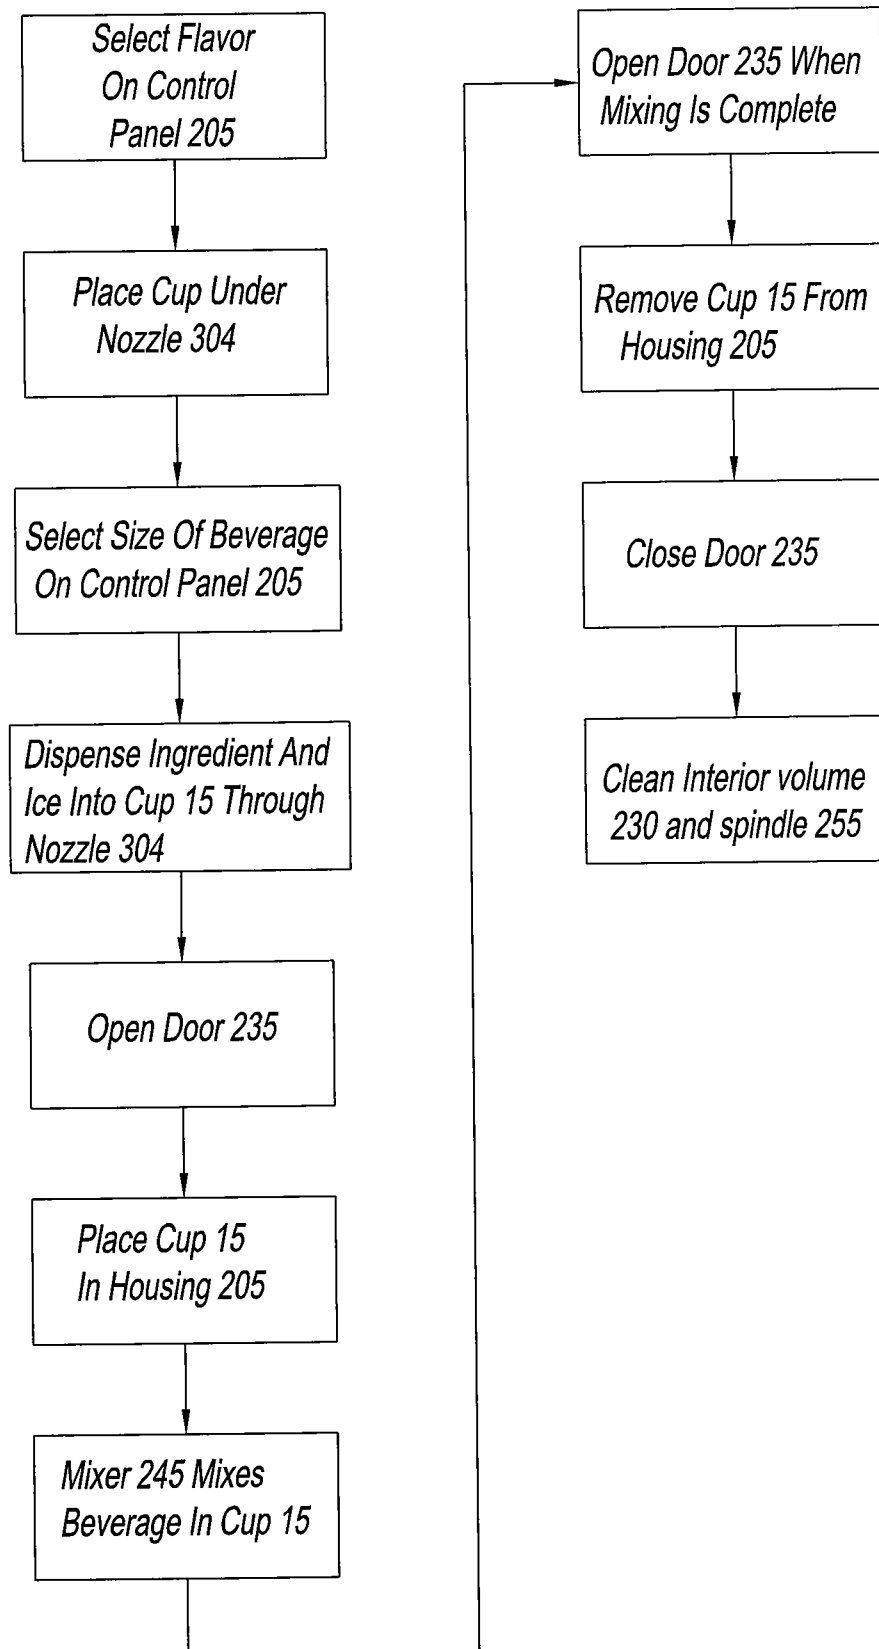 Select Flavor
On Control
Panel 205
Place Cup Under
Nozzle 304
Select Size Of Beverage
On Control Panel 205
Dispense Ingredient And
Ice Into Cup 15 Through
Nozzle 304
Open Door 235
Place Cup 15
In Housing 205
Mixer 245 Mixes
Beverage In Cup 15
Open Door 235 When
Mixing Is Complete
Remove Cup 15 From
Housing 205
Close Door 235
Clean Interior volume
230 and spindle 255